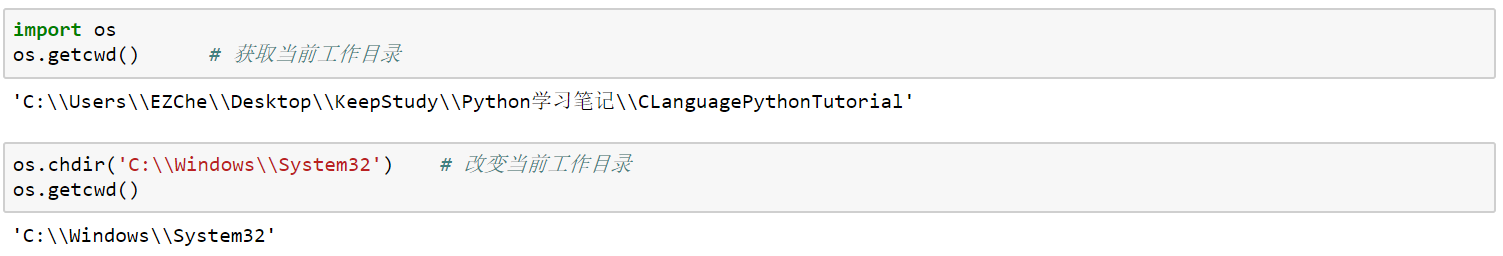 import os
os.getcwd()      # 获取当前工作目录
'C:\\Users\\EZChe\\Desktop\\KeepStudy\\Python学习笔记\\CLanguagePythonTutorial'
os.chdir('C:\\Windows\\System32')    # 改变当前工作目录
os.getcwd()
'C:\\Windows\\System32'